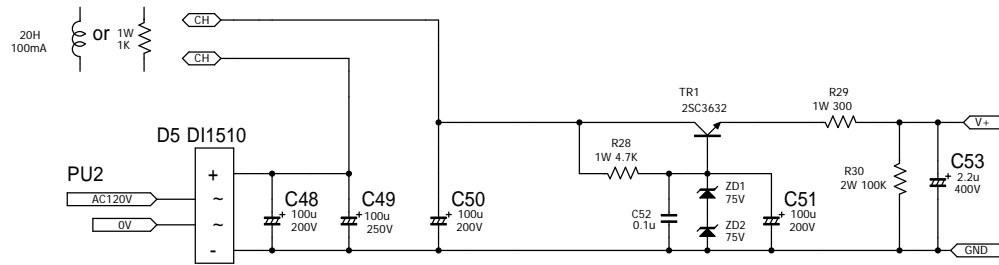 20H
100mA
or
1W
1K
CH
CH
D5 DI1510
PU2
AC120V
0V
+
~
~
-
C48
+
100u
200V
C49
+
100u
250V
C50
+
100u
200V
TR1
2SC3632
R28
1W 4.7K
C52
0.1u
ZD1
75V
ZD2
75V
C51
+
100u
200V
R29
1W 300
R30
2W 100K
C53
+
2.2u
400V
V+
GND